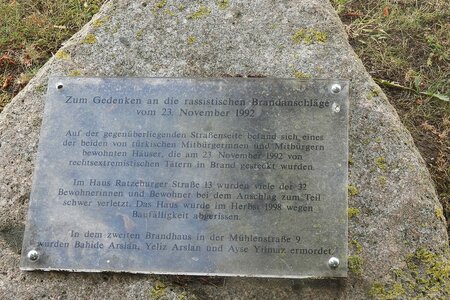 Zum Gedenken an die rassistischen Brandanschläge
vom 23. November 1992
Auf der gegenüberliegenden Straßenseite befand sich eines
der beiden von türkischen Mitbürgerinnen und Mitbürgern
bewohnten Häuser, die am 23 November 1992 von
rechtsextremistischen Tätern in Brand gesteckt wurden.
Im Haus Ratzeburger Straße 13 wurden viele der 32
Bewohnerinnen und Bewohner bei dem Anschlag zum Teil
schwer verletzt. Das Haus wurde im Herbst 1998 wegen
Baufälligkeit abgerissen.
In dem zweiten Brandhaus in der Mühlenstraße 9
wurden Bahide Arslan, Yeliz Arslan und Ayse Yilmaz ermordet.